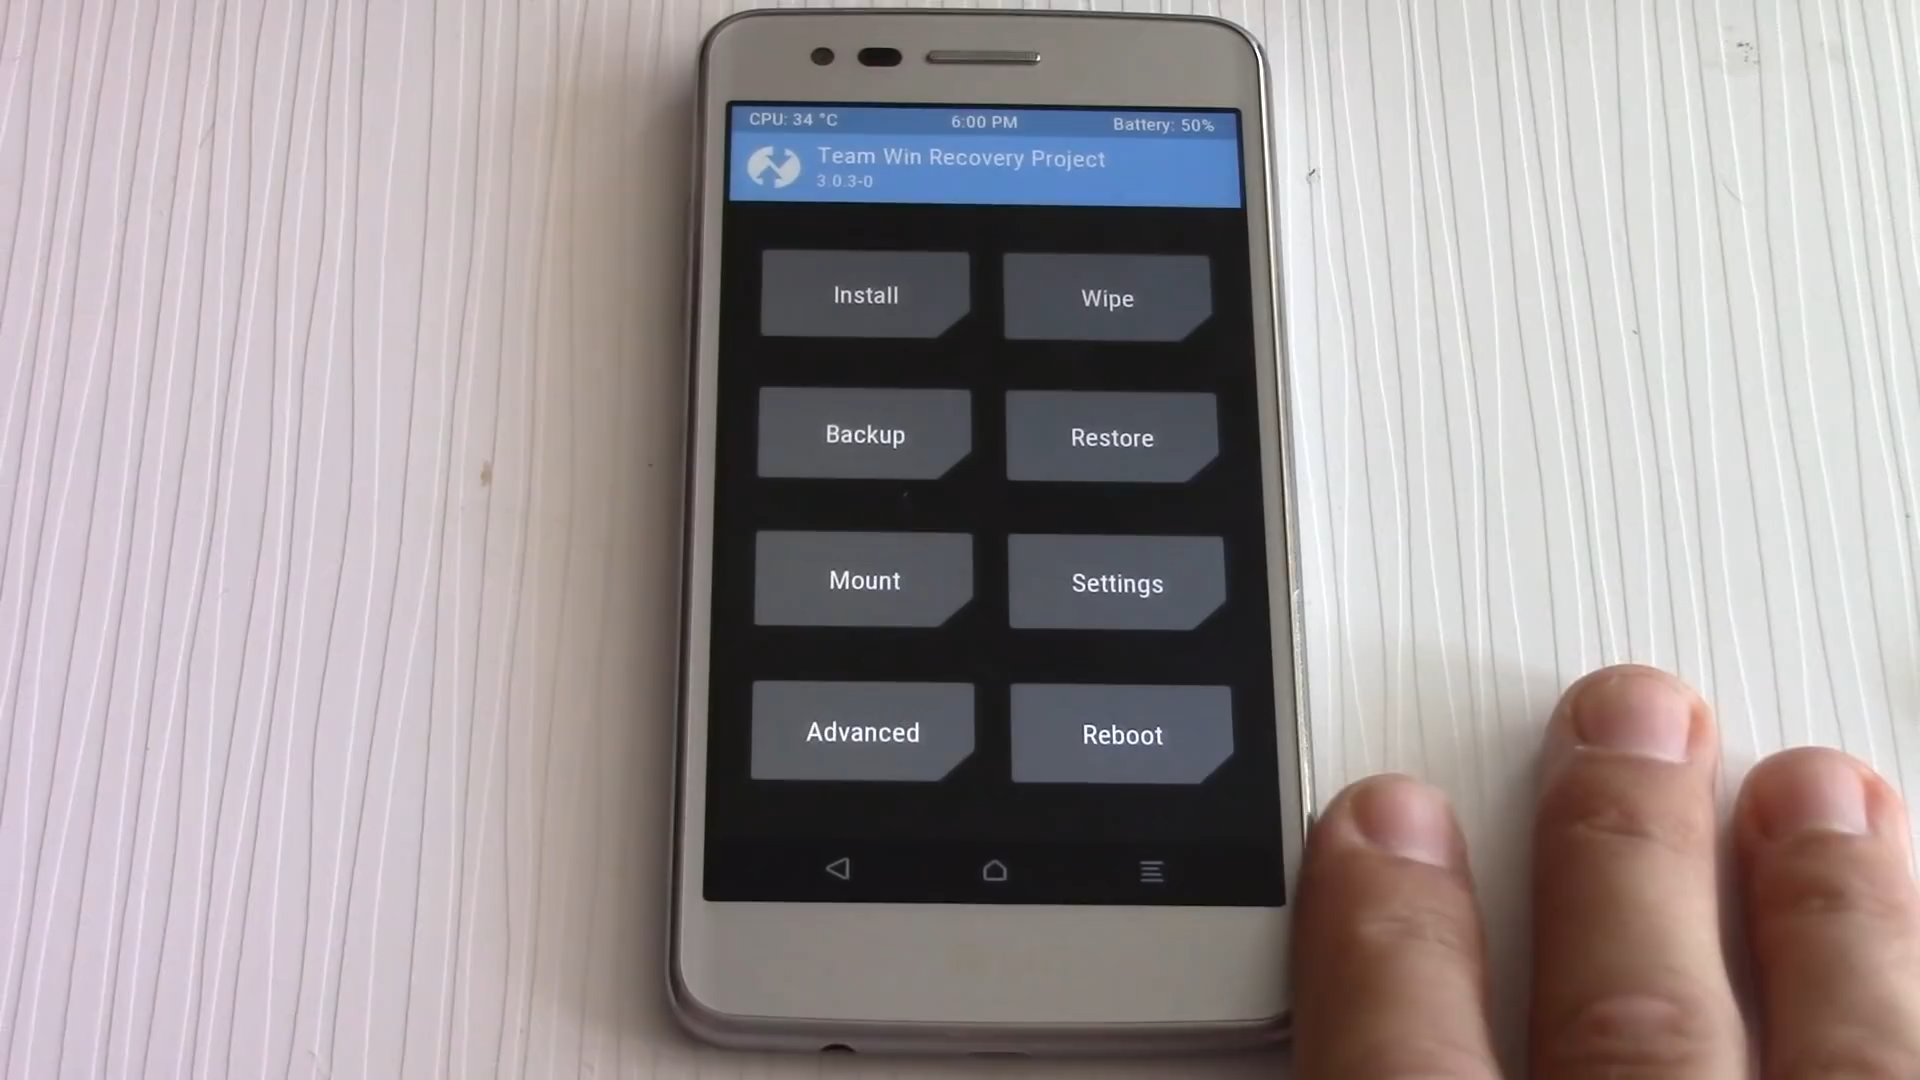 CPU: 34 °C 6:00 PM Battery: 50%
Team Win Recovery Project
3.0.3-0
Install Wipe
Backup Restore
Mount Settings
Advanced Reboot